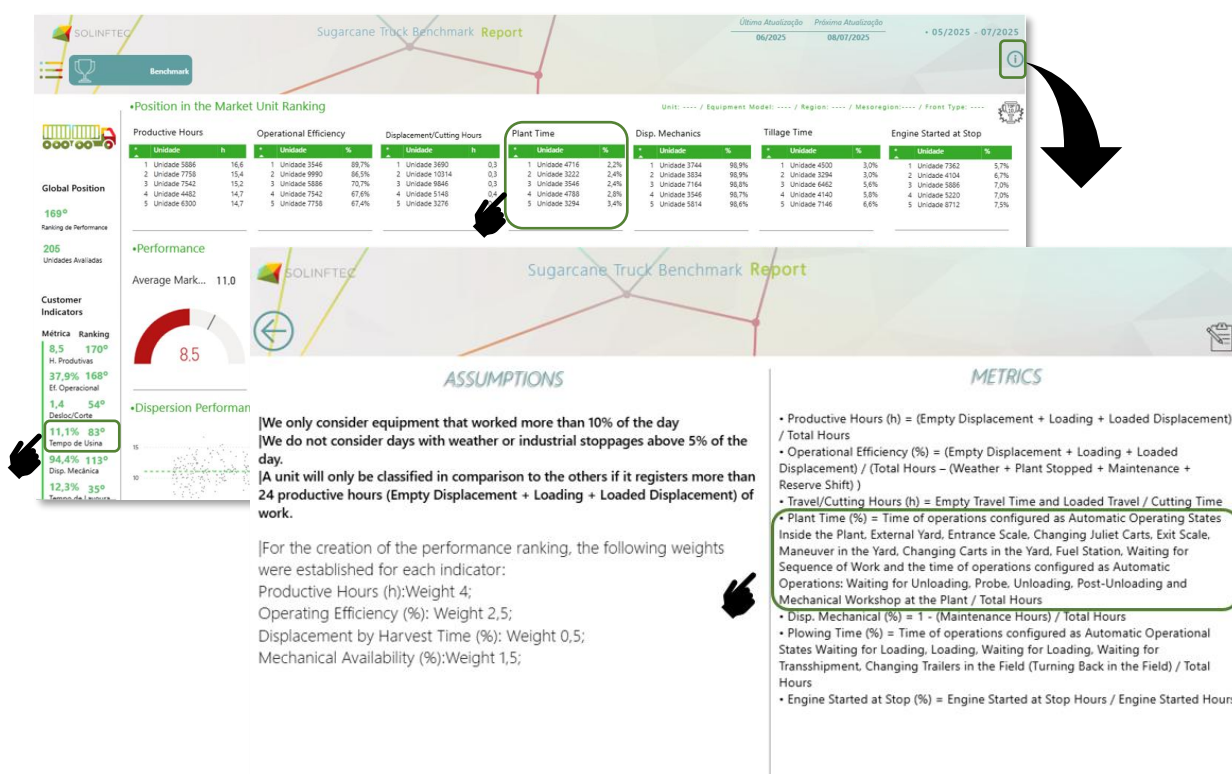 SOLINFTEC
Sugarcane Truck Benchmark Report
Última Atualização Próxima Atualização
06/2025 08/07/2025
• 05/2025 - 07/2025
Benchmark
•Position in the Market Unit Ranking
Unit: ---- / Equipment Model: ---- / Region: ---- / Mesoregion:---- / Front Type: ----
Productive Hours
Unidade h
1 Unidade 5886 16,6
2 Unidade 7758 15,4
3 Unidade 7542 15,2
4 Unidade 4482 14,7
5 Unidade 6300 14,7
Operational Efficiency
Unidade %
1 Unidade 3546 89,7%
2 Unidade 9990 86,5%
3 Unidade 5886 70,7%
4 Unidade 7542 67,6%
5 Unidade 7758 67,4%
Displacement/Cutting Hours
Unidade h
1 Unidade 3690 0,3
2 Unidade 10314 0,3
3 Unidade 9846 0,3
4 Unidade 5148 0,4
5 Unidade 3276
Plant Time
Unidade %
1 Unidade 4716 2,2%
2 Unidade 3222 2,4%
3 Unidade 3546 2,4%
4 Unidade 4788 2,8%
5 Unidade 3294 3,4%
Disp. Mechanics
Unidade %
1 Unidade 3744 98,9%
2 Unidade 3834 98,9%
3 Unidade 7164 98,8%
4 Unidade 3546 98,7%
5 Unidade 5814 98,6%
Tillage Time
Unidade %
1 Unidade 4500 3,0%
2 Unidade 3294 3,0%
3 Unidade 6462 5,6%
4 Unidade 4140 5,8%
5 Unidade 7146 6,6%
Engine Started at Stop
Unidade %
1 Unidade 7362 5,7%
2 Unidade 4104 6,7%
3 Unidade 5886 7,0%
4 Unidade 5220 7,0%
5 Unidade 8712 7,5%
Global Position
169º
Ranking de Performance
205
Unidades Avaliadas
Customer
Indicators
Métrica Ranking
8,5 170º
H. Produtivas
37,9% 168º
Ef. Operacional
1,4 54º
Desloc/Corte
11,1% 83º
Tempo de Usina
94,4% 113º
Disp. Mecânica
12,3% 35º
Tempo de Lavoura
•Performance
Average Mark... 11,0
8.5
•Dispersion Performan
15
10
SOLINFTEC
Sugarcane Truck Benchmark Report
ASSUMPTIONS
|We only consider equipment that worked more than 10% of the day
|We do not consider days with weather or industrial stoppages above 5% of the
day.
|A unit will only be classified in comparison to the others if it registers more than
24 productive hours (Empty Displacement + Loading + Loaded Displacement) of
work.
|For the creation of the performance ranking, the following weights
were established for each indicator:
Productive Hours (h):Weight 4;
Operating Efficiency (%): Weight 2,5;
Displacement by Harvest Time (%): Weight 0,5;
Mechanical Availability (%):Weight 1,5;
METRICS
• Productive Hours (h) = (Empty Displacement + Loading + Loaded Displacement)
/ Total Hours
• Operational Efficiency (%) = (Empty Displacement + Loading + Loaded
Displacement) / (Total Hours – (Weather + Plant Stopped + Maintenance +
Reserve Shift) )
• Travel/Cutting Hours (h) = Empty Travel Time and Loaded Travel / Cutting Time
• Plant Time (%) = Time of operations configured as Automatic Operating States
Inside the Plant, External Yard, Entrance Scale, Changing Juliet Carts, Exit Scale,
Maneuver in the Yard, Changing Carts in the Yard, Fuel Station, Waiting for
Sequence of Work and the time of operations configured as Automatic
Operations: Waiting for Unloading, Probe, Unloading, Post-Unloading and
Mechanical Workshop at the Plant / Total Hours
• Disp. Mechanical (%) = 1 - (Maintenance Hours) / Total Hours
• Plowing Time (%) = Time of operations configured as Automatic Operational
States Waiting for Loading, Loading, Waiting for Loading, Waiting for
Transshipment, Changing Trailers in the Field (Turning Back in the Field) / Total
Hours
• Engine Started at Stop (%) = Engine Started at Stop Hours / Engine Started Hours